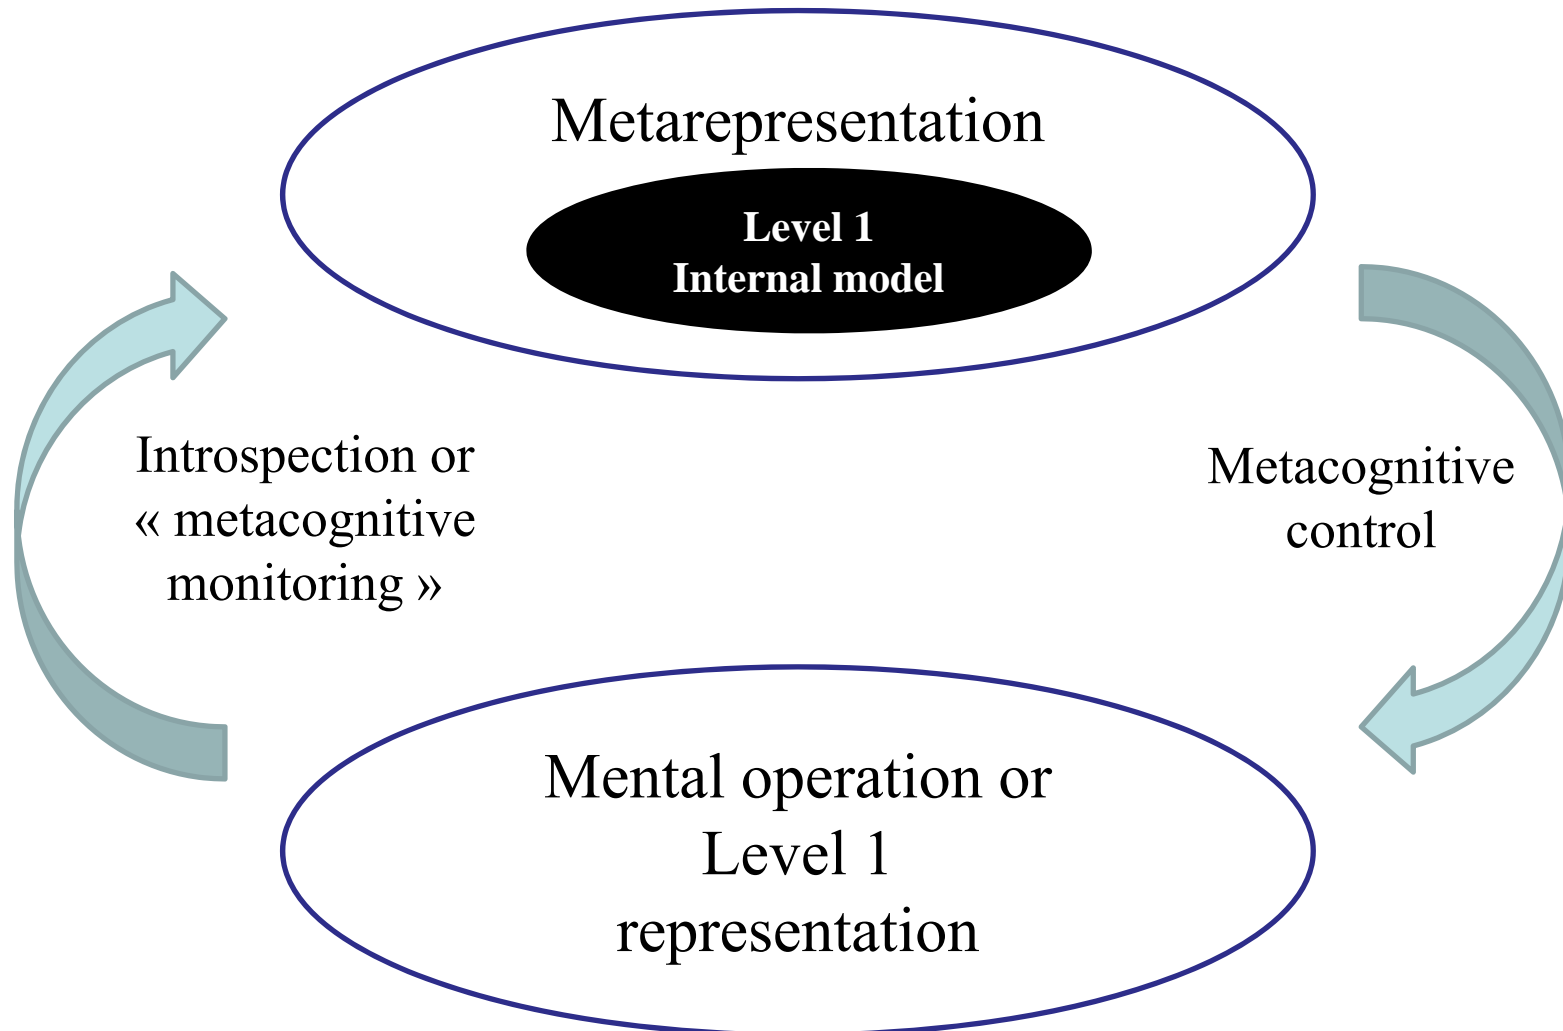 Metarepresentation
Level 1
Internal model
Introspection or
« metacognitive
monitoring »
Metacognitive
control
Mental operation or
Level 1
representation